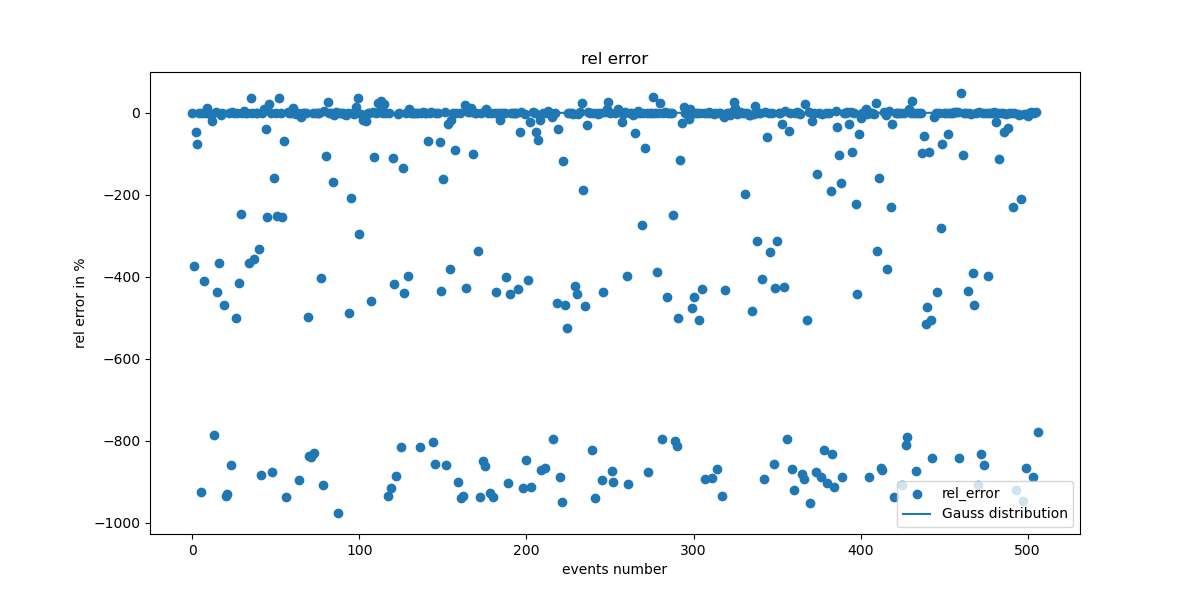 rel error
rel error in %
0
−200
−400
−600
−800
−1000
0
100
200
300
400
500
events number
rel_error
Gauss distribution